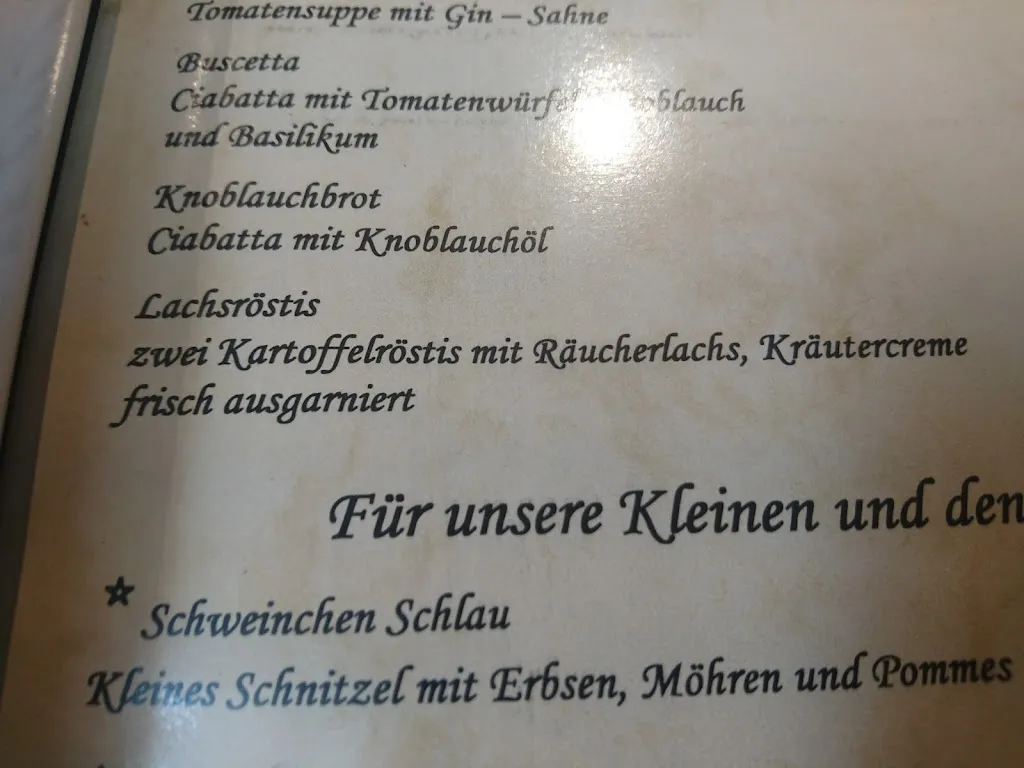 Tomatensuppe mit Gin – Sahne
Buscetta
Ciabatta mit
und Basilikum
Knoblauchbrot
Ciabatta mit Knoblauchöl
Lachsröstis
zwei Kartoffelröstis mit Räucherlachs, Kräutercreme
frisch ausgarniert
Für unsere Kleinen und den
Schweinchen Schlau
Kleines Schnitzel mit Erbsen, Möhren und Pommes